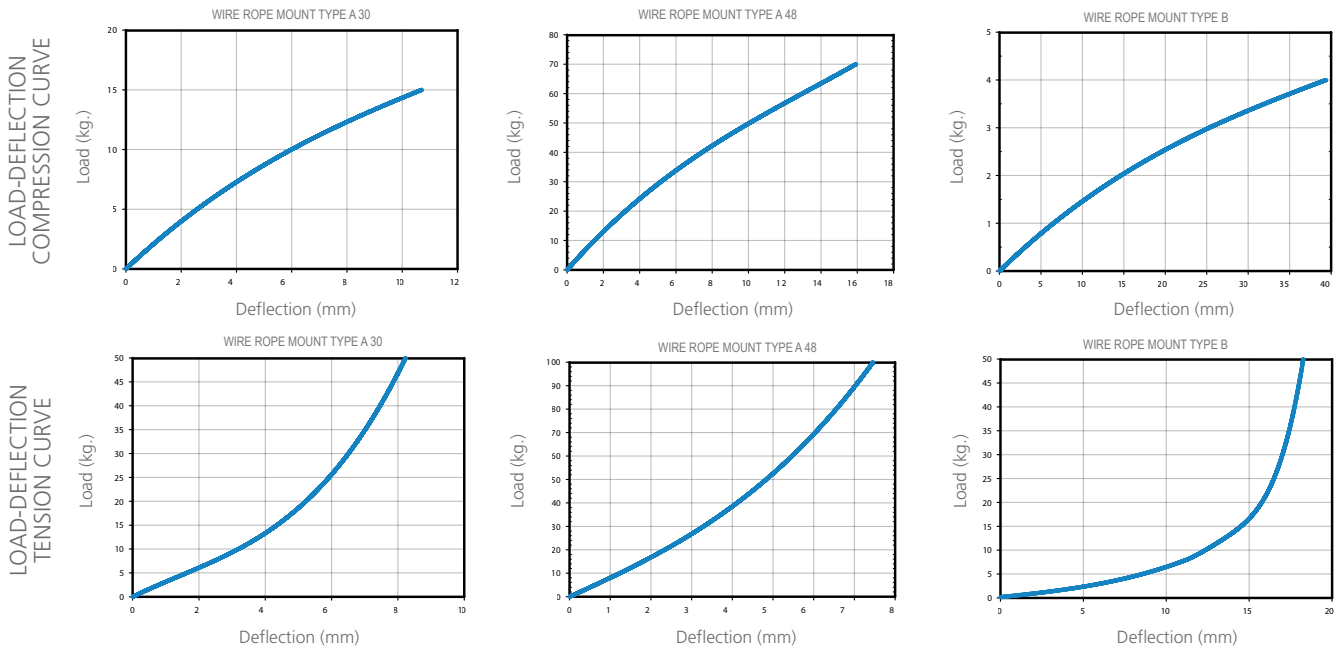 LOAD-DEFLECTION
COMPRESSION CURVE
WIRE ROPE MOUNT TYPE A 30
Load (kg.)
20
15
10
5
0
0 2 4 6 8 10 12
Deflection (mm)
WIRE ROPE MOUNT TYPE A 48
Load (kg.)
80
70
60
50
40
30
20
10
0
0 2 4 6 8 10 12 14 16 18
Deflection (mm)
WIRE ROPE MOUNT TYPE B
Load (kg.)
5
4
3
2
1
0
0 5 10 15 20 25 30 35 40
Deflection (mm)
LOAD-DEFLECTION
TENSION CURVE
WIRE ROPE MOUNT TYPE A 30
Load (kg.)
50
45
40
35
30
25
20
15
10
5
0
0 2 4 6 8 10
Deflection (mm)
WIRE ROPE MOUNT TYPE A 48
Load (kg.)
100
90
80
70
60
50
40
30
20
10
0
0 1 2 3 4 5 6 7 8
Deflection (mm)
WIRE ROPE MOUNT TYPE B
Load (kg.)
50
45
40
35
30
25
20
15
10
5
0
0 5 10 15 20
Deflection (mm)